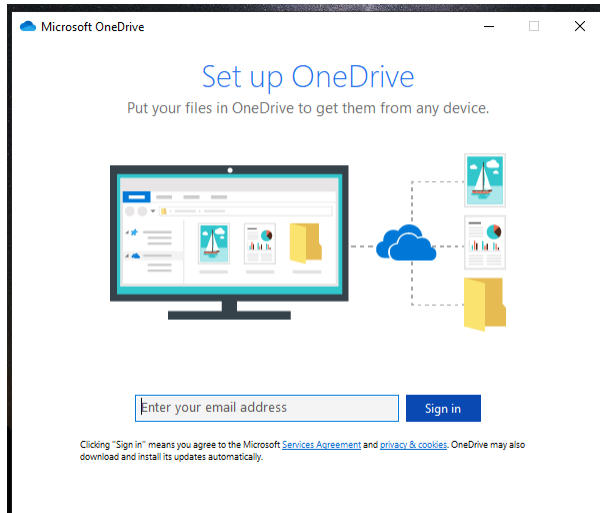 Microsoft OneDrive
Set up OneDrive
Put your files in OneDrive to get them from any device.
Enter your email address
Sign in
Clicking "Sign in" means you agree to the Microsoft Services Agreement and privacy & cookies. OneDrive may also
download and install its updates automatically.